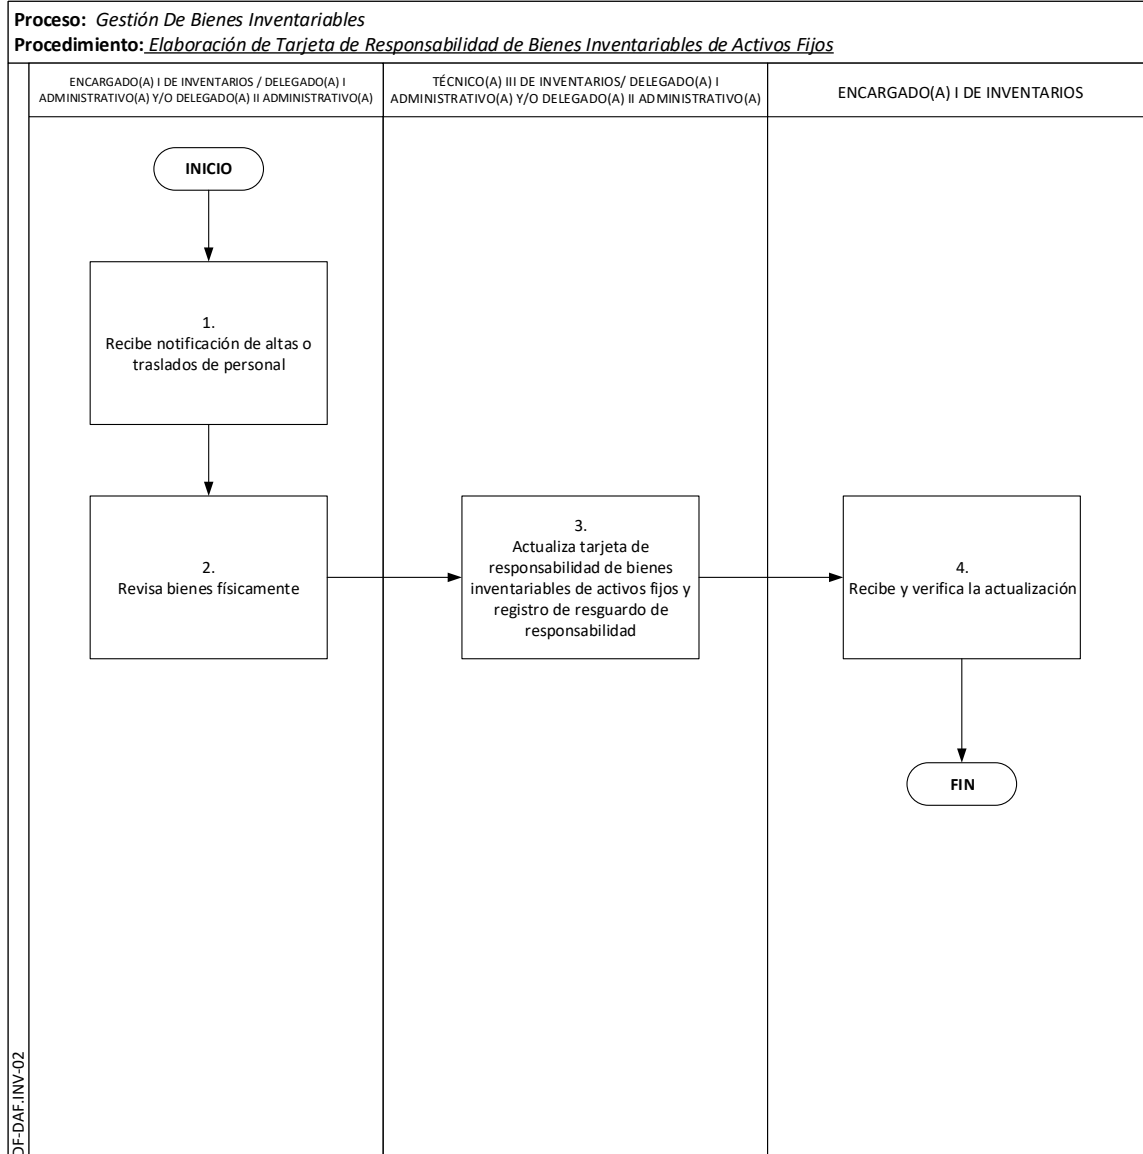 Proceso: Gestión De Bienes Inventariables
Procedimiento: Elaboración de Tarjeta de Responsabilidad de Bienes Inventariables de Activos Fijos
ENCARGADO(A) I DE INVENTARIOS / DELEGADO(A) I
ADMINISTRATIVO(A) Y/O DELEGADO(A) II ADMINISTRATIVO(A)
TÉCNICO(A) III DE INVENTARIOS/ DELEGADO(A) I
ADMINISTRATIVO(A) Y/O DELEGADO(A) II ADMINISTRATIVO(A)
ENCARGADO(A) I DE INVENTARIOS
INICIO
1.
Recibe notificación de altas o
traslados de personal
2.
Revisa bienes físicamente
3.
Actualiza tarjeta de
responsabilidad de bienes
inventariables de activos fijos y
registro de resguardo de
responsabilidad
4.
Recibe y verifica la actualización
FIN
DF-DAF.INV-02